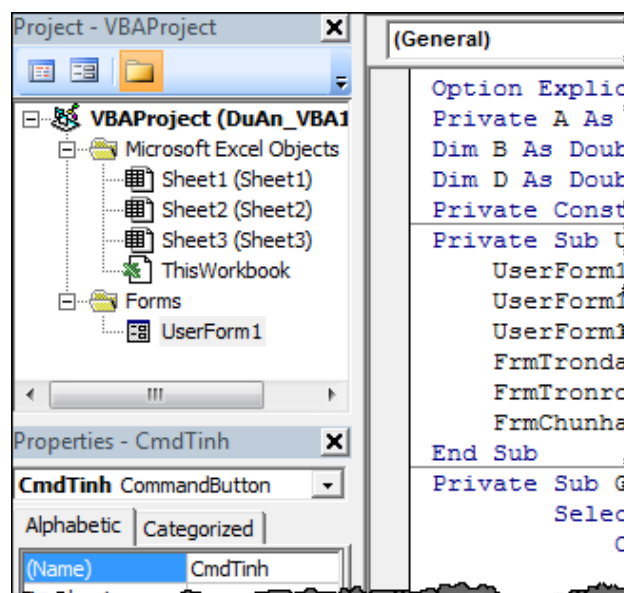 Project - VBAProject
VBAProject (DuAn_VBA1
Microsoft Excel Objects
Sheet1 (Sheet1)
Sheet2 (Sheet2)
Sheet3 (Sheet3)
ThisWorkbook
Forms
UserForm1
Properties - CmdTinh
CmdTinh CommandButton
Alphabetic Categorized
(Name) CmdTinh
(General)
Option Explic
Private A As
Dim B As Doub
Dim D As Doub
Private Const
Private Sub U
UserForm1
UserForm1
UserForm1
FrmTronda
FrmTronro
FrmChunha
End Sub
Private Sub G
Selec
C